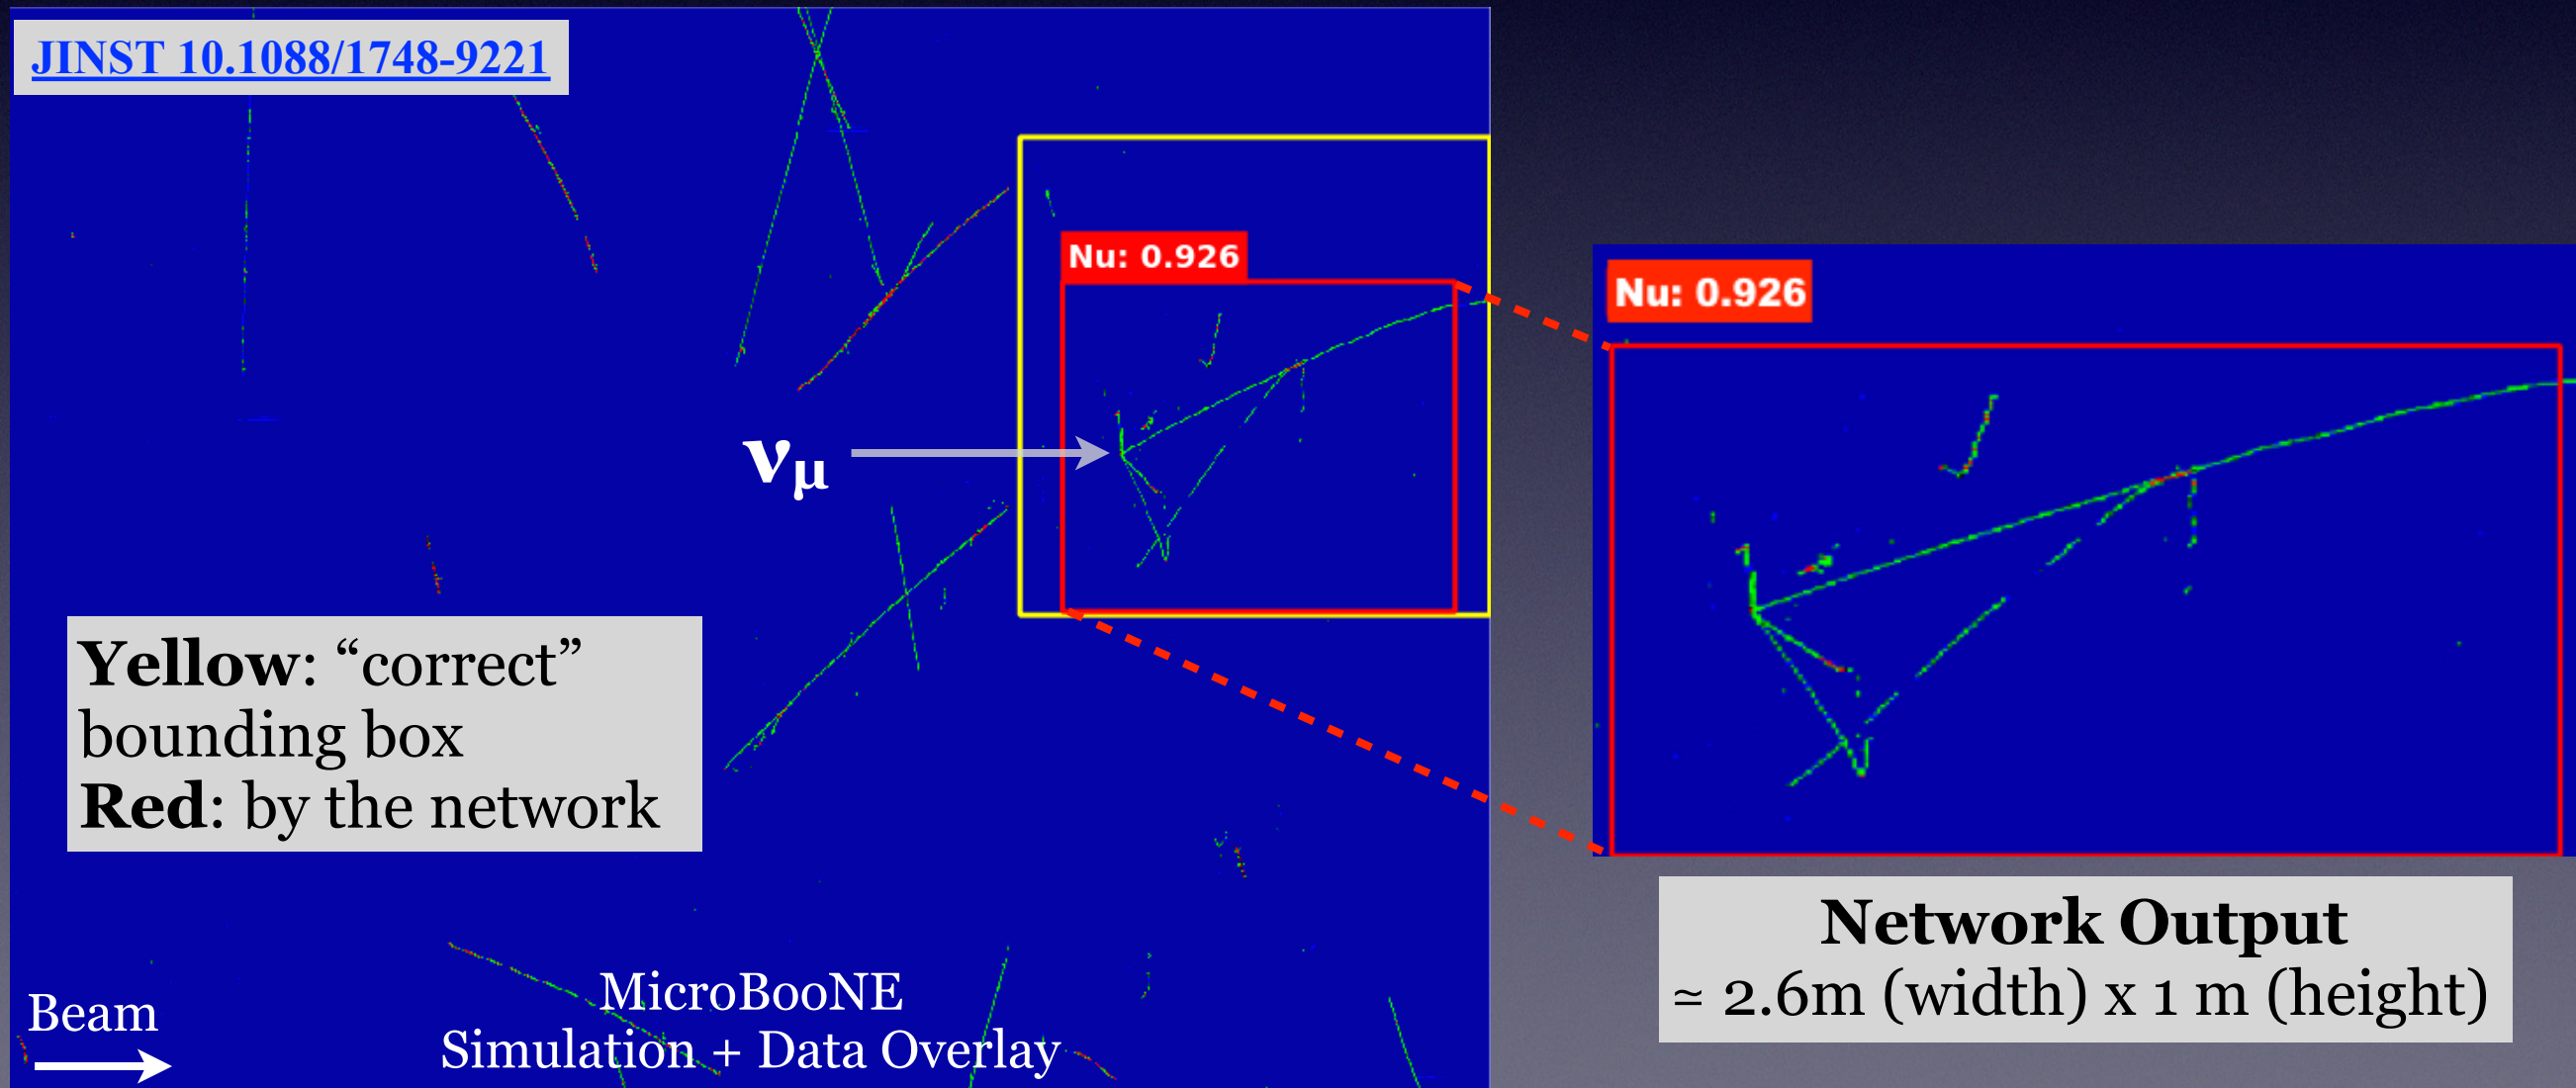 JINST 10.1088/1748-9221
Nu: 0.926
Nu: 0.926
νμ
Yellow: “correct”
bounding box
Red: by the network
Network Output
≃ 2.6m (width) x 1 m (height)
MicroBooNE
Simulation + Data Overlay
Beam